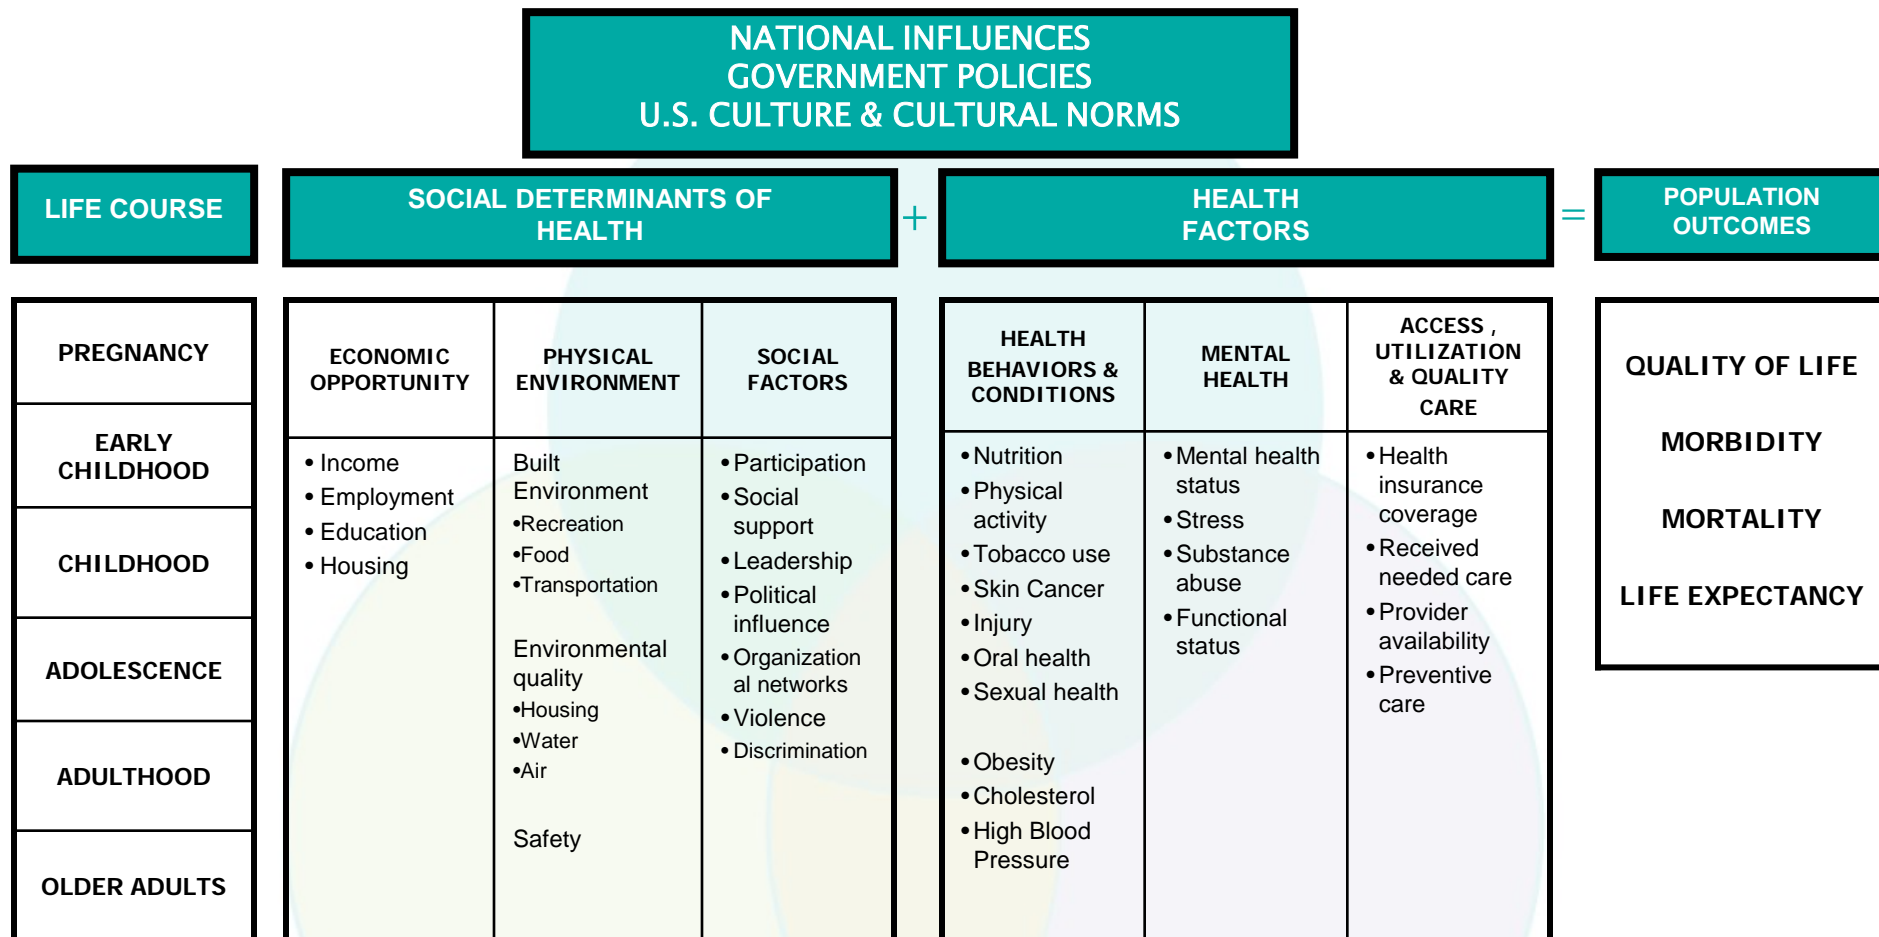 NATIONAL INFLUENCES
GOVERNMENT POLICIES
U.S. CULTURE & CULTURAL NORMS
LIFE COURSE
SOCIAL DETERMINANTS OF
HEALTH
+
HEALTH
FACTORS
=
POPULATION
OUTCOMES
PREGNANCY
EARLY
CHILDHOOD
CHILDHOOD
ADOLESCENCE
ADULTHOOD
OLDER ADULTS
ECONOMIC
OPPORTUNITY
• Income
• Employment
• Education
• Housing
PHYSICAL
ENVIRONMENT
Built
Environment
•Recreation
•Food
•Transportation
Environmental
quality
•Housing
•Water
•Air
Safety
SOCIAL
FACTORS
• Participation
• Social
support
• Leadership
• Political
influence
• Organization
al networks
• Violence
• Discrimination
HEALTH
BEHAVIORS &
CONDITIONS
• Nutrition
• Physical
activity
• Tobacco use
• Skin Cancer
• Injury
• Oral health
• Sexual health
• Obesity
• Cholesterol
• High Blood
Pressure
MENTAL
HEALTH
• Mental health
status
• Stress
• Substance
abuse
• Functional
status
ACCESS ,
UTILIZATION
& QUALITY
CARE
• Health
insurance
coverage
• Received
needed care
• Provider
availability
• Preventive
care
QUALITY OF LIFE
MORBIDITY
MORTALITY
LIFE EXPECTANCY